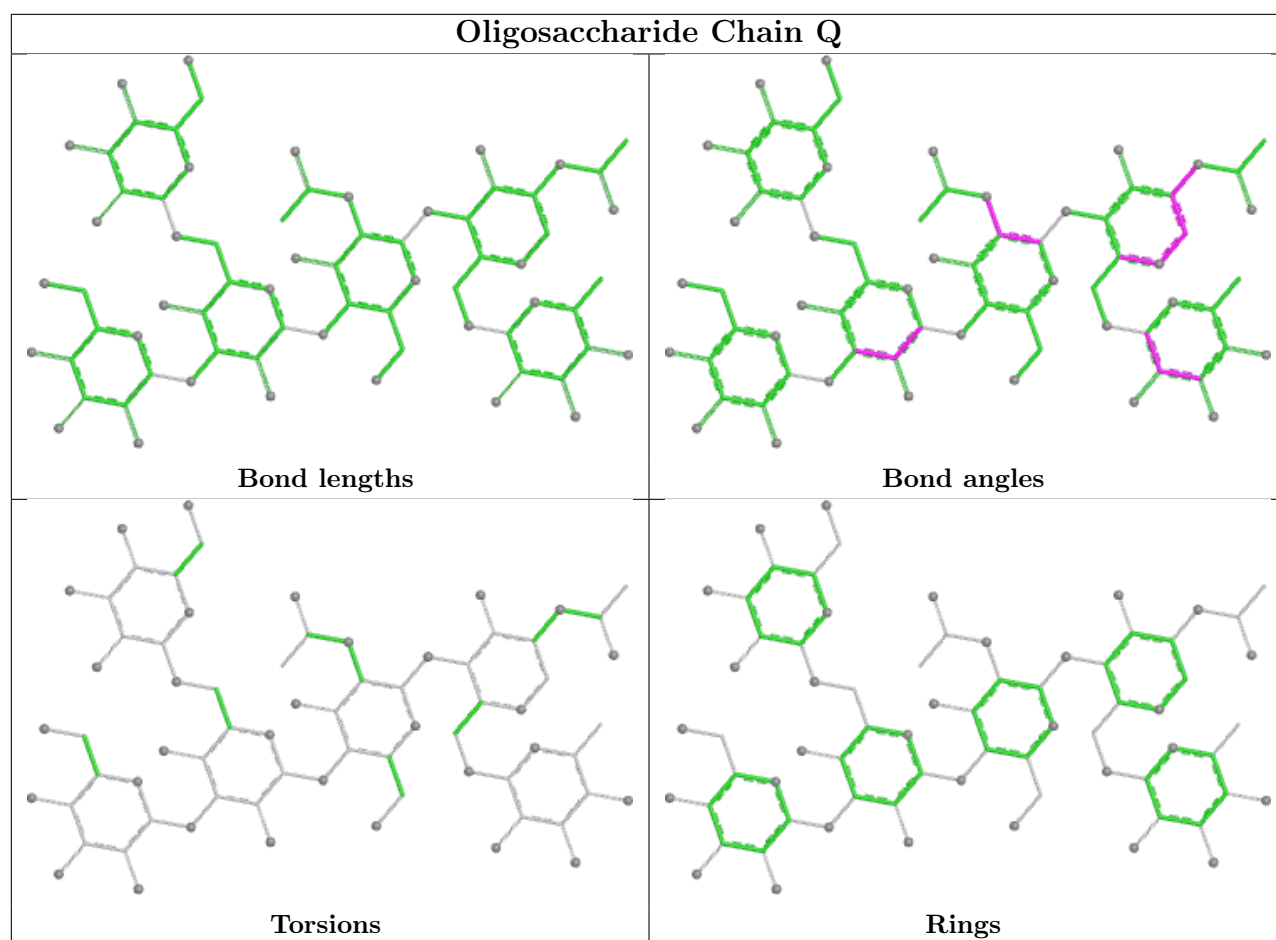 Oligosaccharide Chain Q
Bond lengths
Bond angles
Torsions
Rings